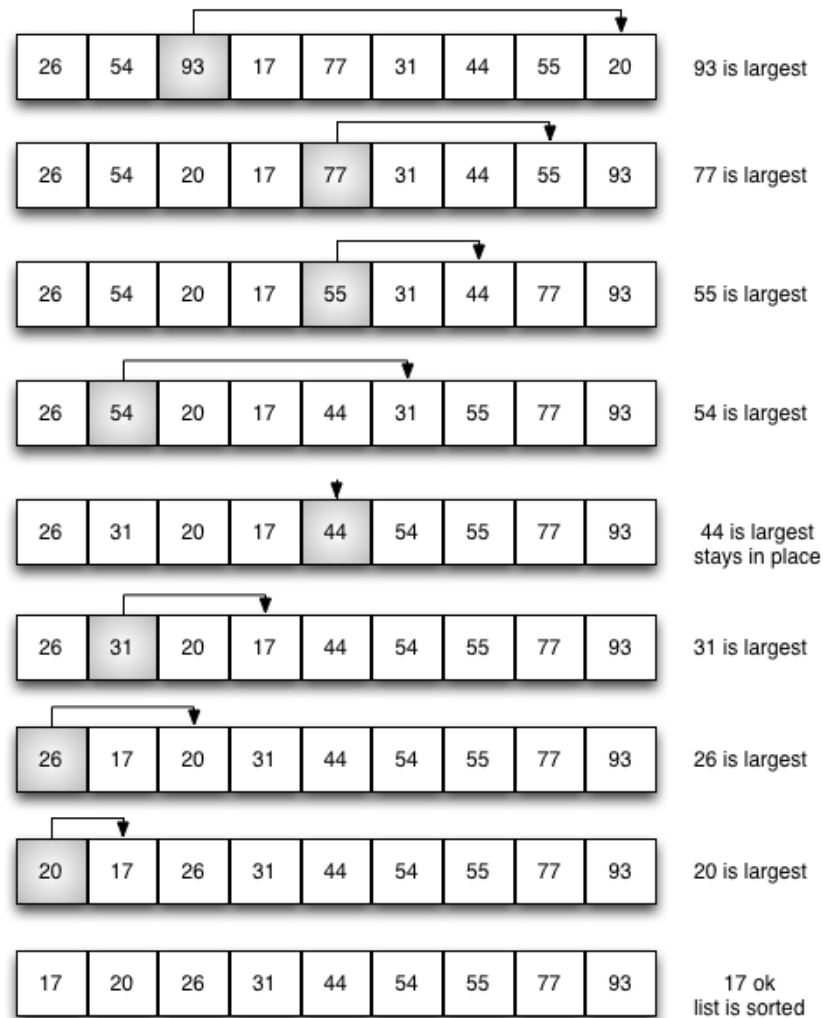 26 54 93 17 77 31 44 55 20 93 is largest
26 54 20 17 77 31 44 55 93 77 is largest
26 54 20 17 55 31 44 77 93 55 is largest
26 54 20 17 44 31 55 77 93 54 is largest
26 31 20 17 44 54 55 77 93 44 is largest
stays in place
26 31 20 17 44 54 55 77 93 31 is largest
26 17 20 31 44 54 55 77 93 26 is largest
20 17 26 31 44 54 55 77 93 20 is largest
17 20 26 31 44 54 55 77 93 17 ok
list is sorted